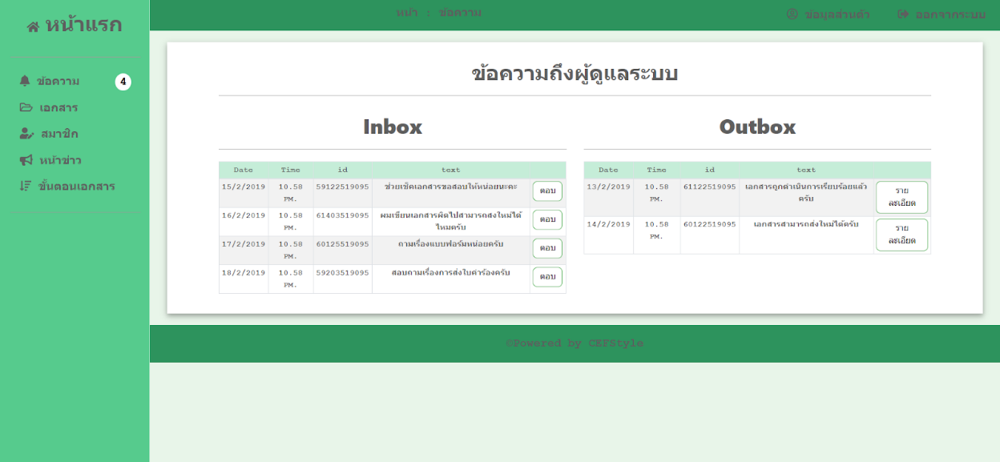 หน้าแรก
ข้อความ 4
เอกสาร
สมาชิก
หน้าข่าว
ขั้นตอนเอกสาร
หน้า : ข้อความ
ข้อมูลส่วนตัว ออกจากระบบ
ข้อความถึงผู้ดูแลระบบ
Inbox
Date Time id text
15/2/2019 10.58 59122519095 ช่วยเช็คเอกสารขอสอบให้หน่อยนะคะ ตอบ
PM.
16/2/2019 10.58 61403519095 ผมเขียนเอกสารผิดไปสามารถส่งใหม่ได้ ตอบ
PM. ไหมครับ
17/2/2019 10.58 60125519095 ถามเรื่องแบบฟอร์มหน่อยครับ ตอบ
PM.
18/2/2019 10.58 59203519095 สอบถามเรื่องการส่งใบคำร้องครับ ตอบ
PM.
Outbox
Date Time id text
13/2/2019 10.58 61122519095 เอกสารถูกดำเนินการเรียบร้อยแล้ว ราย
PM. ครับ ละเอียด
14/2/2019 10.58 60122519095 เอกสารสามารถส่งใหม่ได้ครับ ราย
PM. ละเอียด
©Powered by CEFStyle